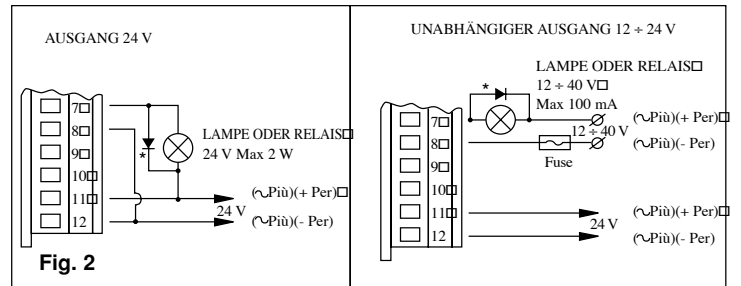 AUSGANG 24 V
7□
8□
9□
10□
11□
12
*
LAMPE ODER RELAIS□
24 V Max 2 W
24 V
(∿Più)(+ Per)□
(∿Più)(- Per)
Fig. 2
UNABHÄNGIGER AUSGANG 12 ÷ 24 V
LAMPE ODER RELAIS□
12 ÷ 40 V□
Max 100 mA
*
7□
8□
9□
10□
11□
12
Fuse
12 ÷ 40 V
(∿Più)(+ Per)□
(∿Più)(- Per)
24 V
(∿Più)(+ Per)□
(∿Più)(- Per)